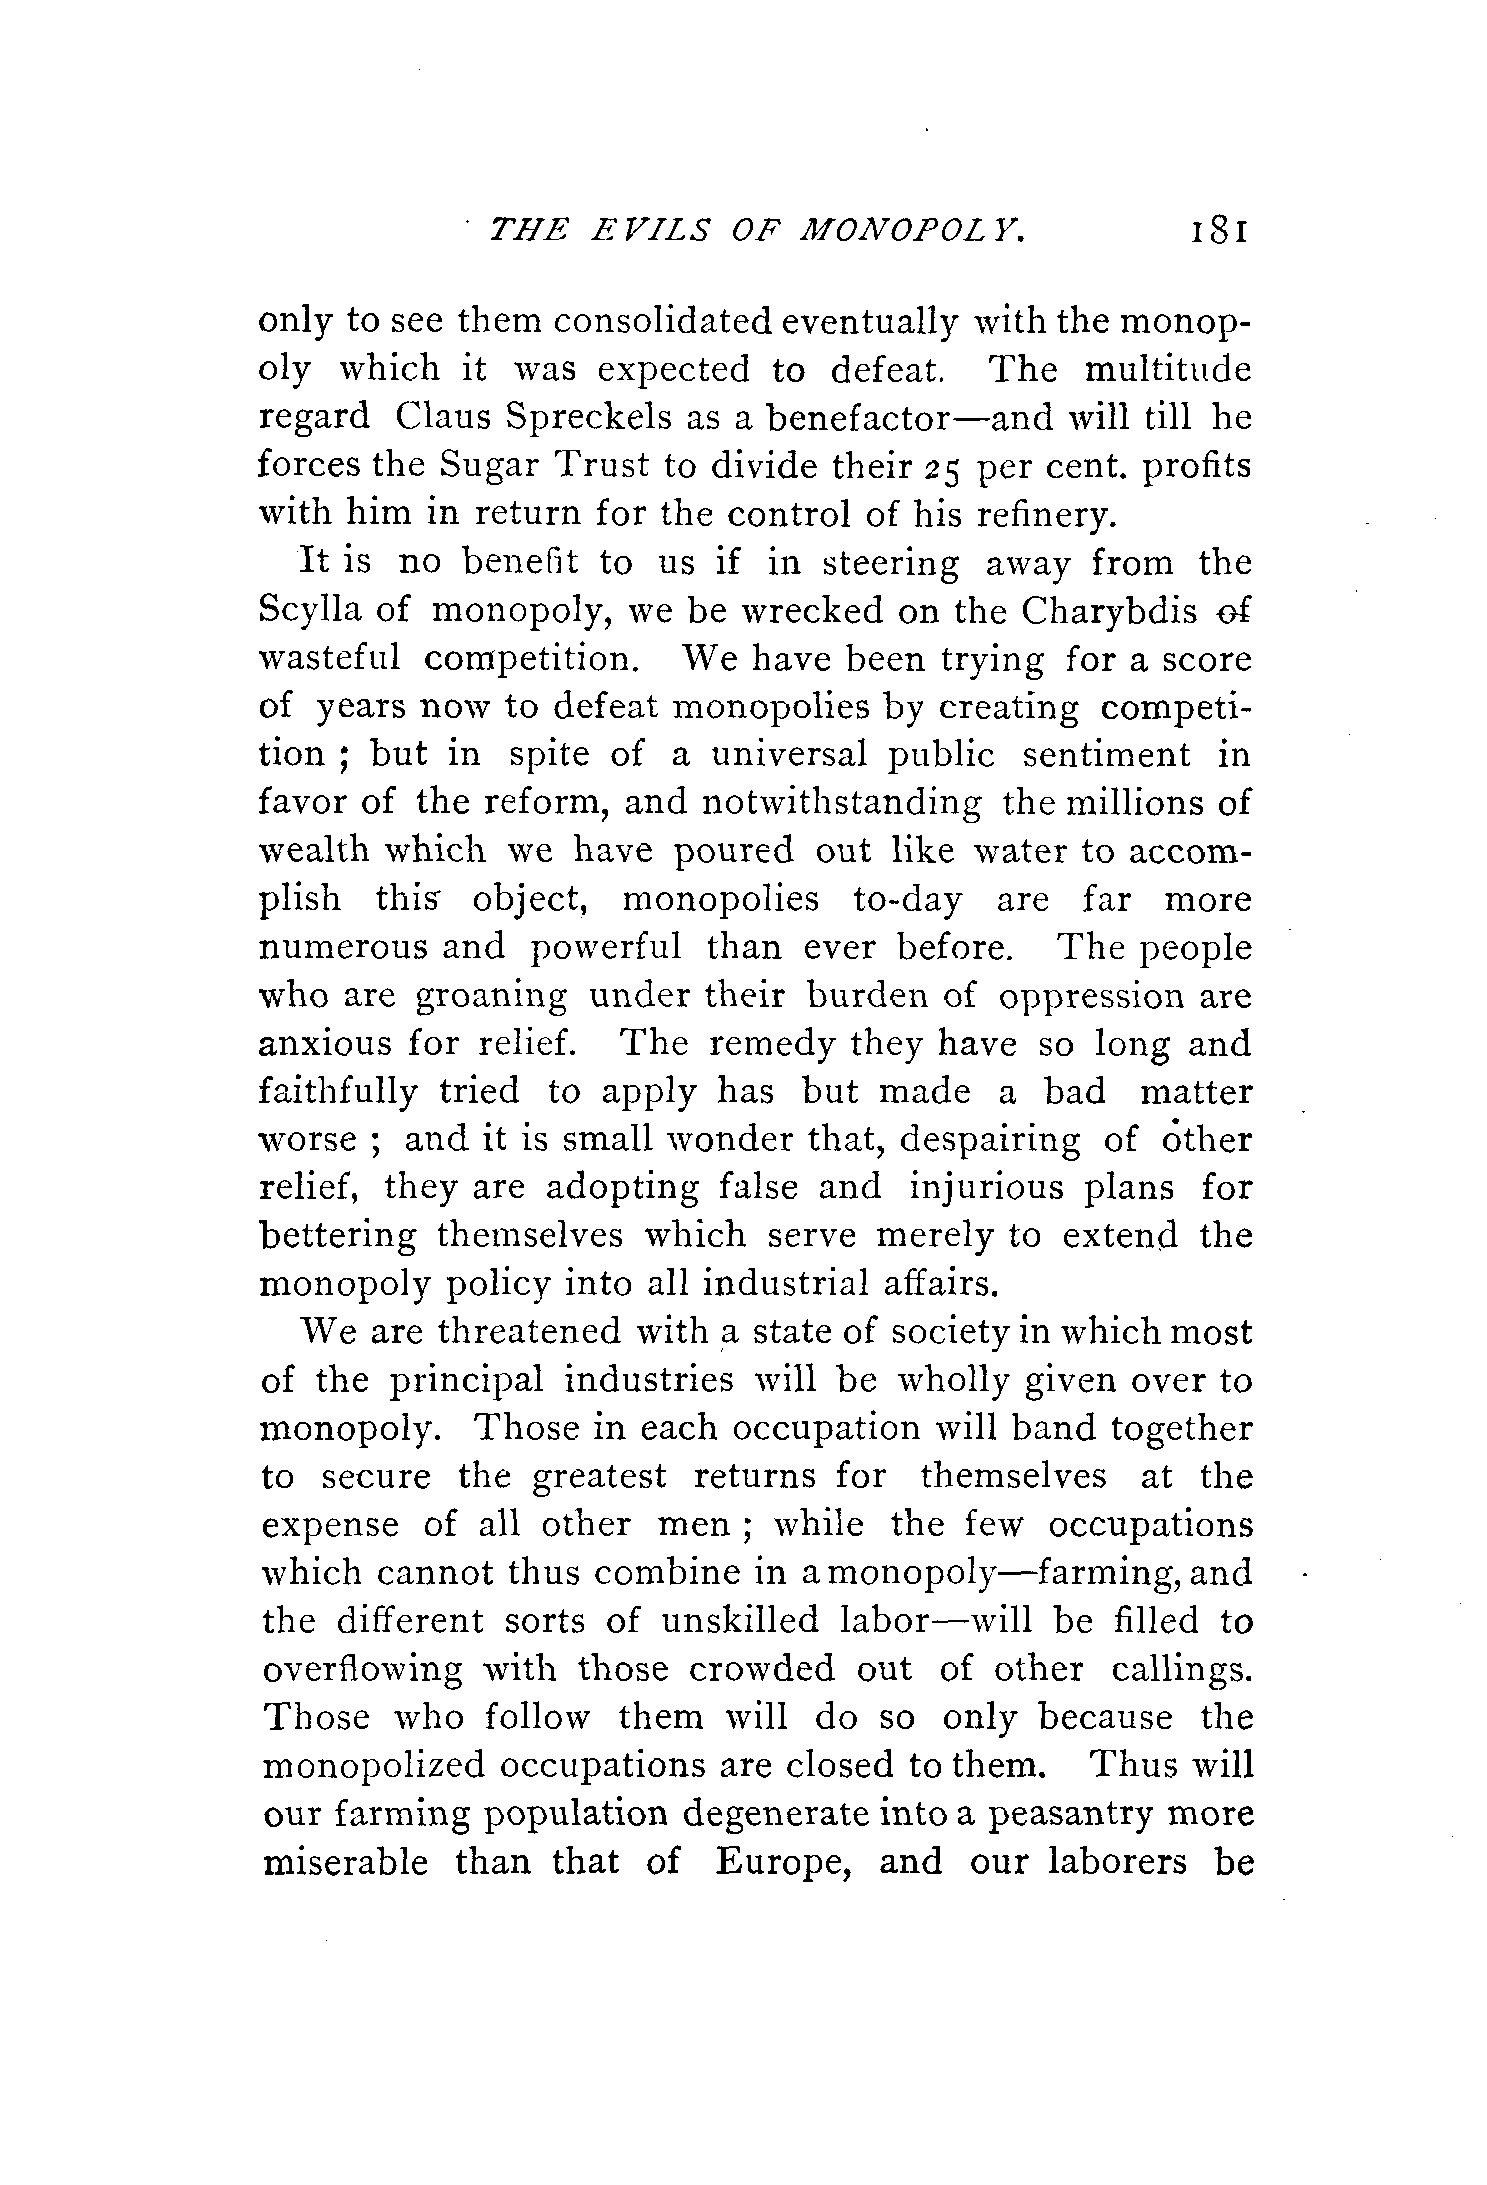 THE EVILS OF MONOPOLY. 181
only to see them consolidated eventually with the monop-
oly which it was expected to defeat. The multitude
regard Claus Spreckels as a benefactor—and will till he
forces the Sugar Trust to divide their 25 per cent. profits
with him in return for the control of his refinery.
It is no benefit to us if in steering away from the
Scylla of monopoly, we be wrecked on the Charybdis of
wasteful competition. We have been trying for a score
of years now to defeat monopolies by creating competi-
tion ; but in spite of a universal public sentiment in
favor of the reform, and notwithstanding the millions of
wealth which we have poured out like water to accom-
plish this object, monopolies to-day are far more
numerous and powerful than ever before. The people
who are groaning under their burden of oppression are
anxious for relief. The remedy they have so long and
faithfully tried to apply has but made a bad matter
worse ; and it is small wonder that, despairing of other
relief, they are adopting false and injurious plans for
bettering themselves which serve merely to extend the
monopoly policy into all industrial affairs.
We are threatened with a state of society in which most
of the principal industries will be wholly given over to
monopoly. Those in each occupation will band together
to secure the greatest returns for themselves at the
expense of all other men ; while the few occupations
which cannot thus combine in a monopoly—farming, and
the different sorts of unskilled labor—will be filled to
overflowing with those crowded out of other callings.
Those who follow them will do so only because the
monopolized occupations are closed to them. Thus will
our farming population degenerate into a peasantry more
miserable than that of Europe, and our laborers be